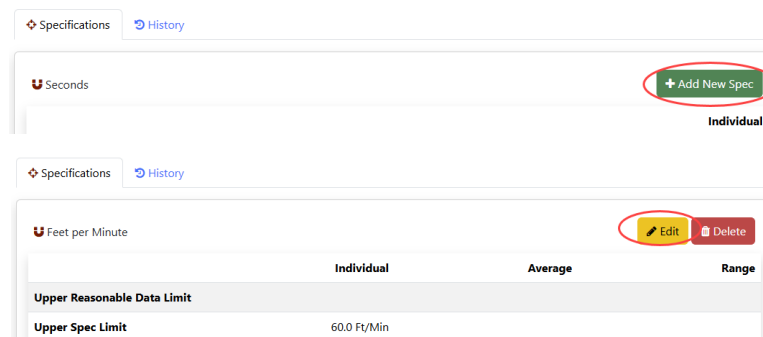 Specifications History
Seconds + Add New Spec
Individual
Specifications History
Feet per Minute Edit Delete
Individual Average Range
Upper Reasonable Data Limit
Upper Spec Limit 60.0 Ft/Min